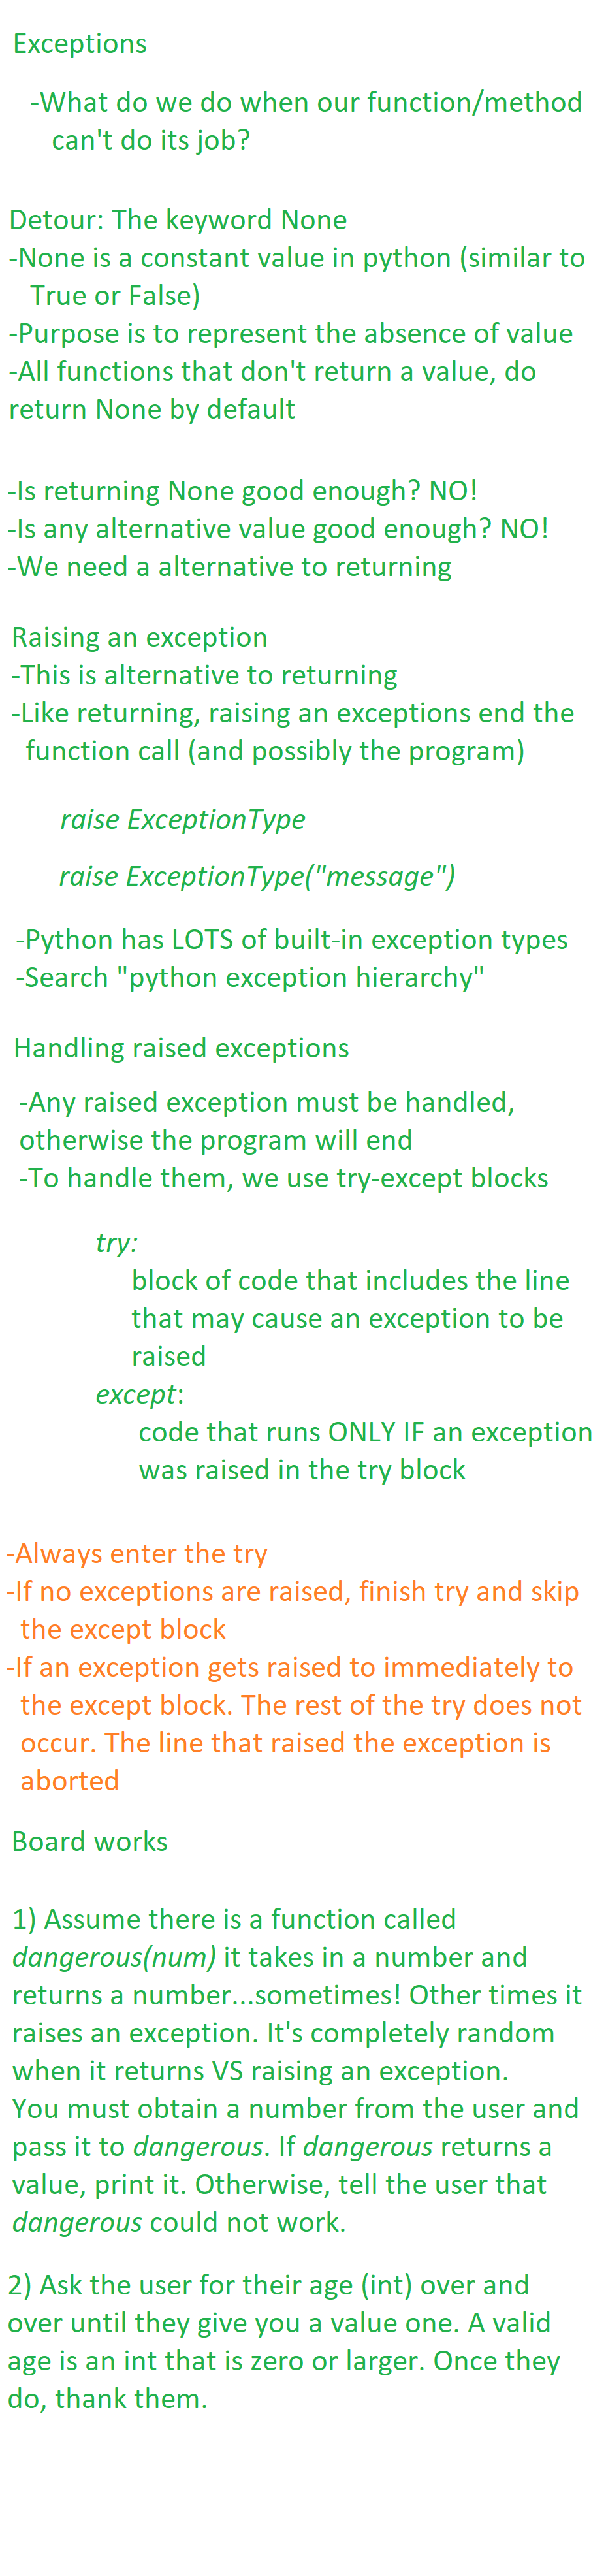 Exceptions
-What do we do when our function/method
can't do its job?
Detour: The keyword None
-None is a constant value in python (similar to
True or False)
-Purpose is to represent the absence of value
-All functions that don't return a value, do
return None by default
-Is returning None good enough? NO!
-Is any alternative value good enough? NO!
-We need a alternative to returning
Raising an exception
-This is alternative to returning
-Like returning, raising an exceptions end the
function call (and possibly the program)
raise ExceptionType
raise ExceptionType("message")
-Python has LOTS of built-in exception types
-Search "python exception hierarchy"
Handling raised exceptions
-Any raised exception must be handled,
otherwise the program will end
-To handle them, we use try-except blocks
try:
block of code that includes the line
that may cause an exception to be
raised
except:
code that runs ONLY IF an exception
was raised in the try block
-Always enter the try
-If no exceptions are raised, finish try and skip
the except block
-If an exception gets raised to immediately to
the except block. The rest of the try does not
occur. The line that raised the exception is
aborted
Board works
1) Assume there is a function called
dangerous(num) it takes in a number and
returns a number...sometimes! Other times it
raises an exception. It's completely random
when it returns VS raising an exception.
You must obtain a number from the user and
pass it to dangerous. If dangerous returns a
value, print it. Otherwise, tell the user that
dangerous could not work.
2) Ask the user for their age (int) over and
over until they give you a value one. A valid
age is an int that is zero or larger. Once they
do, thank them.